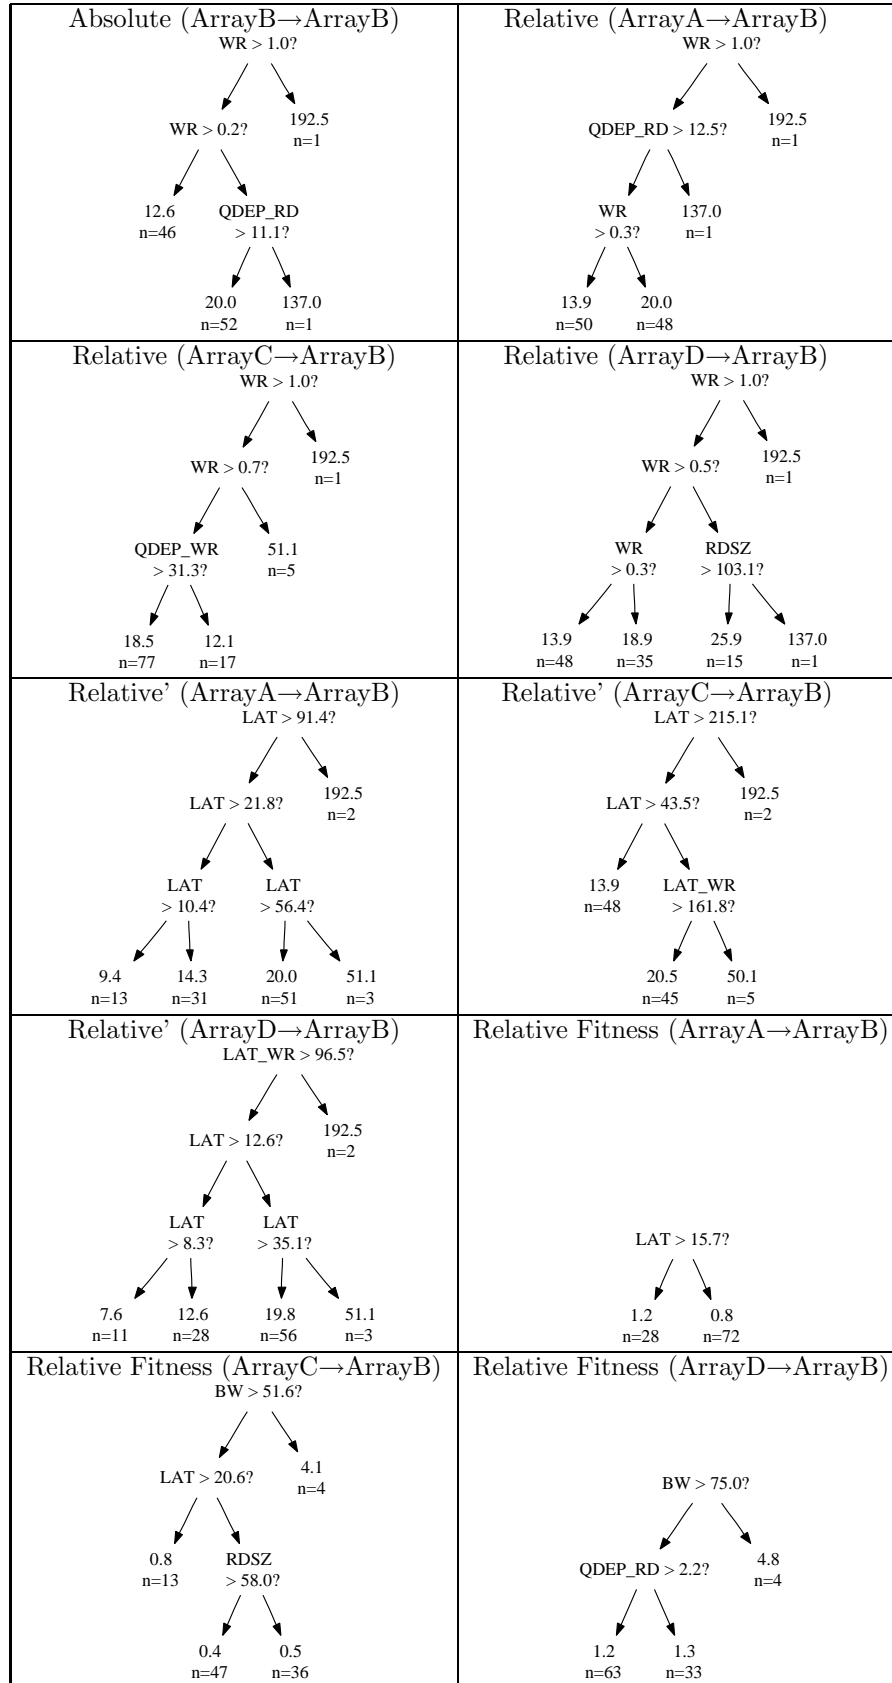 Absolute (ArrayB→ArrayB)
WR > 1.0?
WR > 0.2?
192.5
n=1
12.6
n=46
QDEP_RD
> 11.1?
20.0
n=52
137.0
n=1
Relative (ArrayA→ArrayB)
WR > 1.0?
QDEP_RD > 12.5?
192.5
n=1
WR
> 0.3?
137.0
n=1
13.9
n=50
20.0
n=48
Relative (ArrayC→ArrayB)
WR > 1.0?
WR > 0.7?
192.5
n=1
QDEP_WR
> 31.3?
51.1
n=5
18.5
n=77
12.1
n=17
Relative (ArrayD→ArrayB)
WR > 1.0?
WR > 0.5?
192.5
n=1
WR
> 0.3?
RDSZ
> 103.1?
13.9
n=48
18.9
n=35
25.9
n=15
137.0
n=1
Relative’ (ArrayA→ArrayB)
LAT > 91.4?
LAT > 21.8?
192.5
n=2
LAT
> 10.4?
LAT
> 56.4?
9.4
n=13
14.3
n=31
20.0
n=51
51.1
n=3
Relative’ (ArrayC→ArrayB)
LAT > 215.1?
LAT > 43.5?
192.5
n=2
13.9
n=48
LAT_WR
> 161.8?
20.5
n=45
50.1
n=5
Relative’ (ArrayD→ArrayB)
LAT_WR > 96.5?
LAT > 12.6?
192.5
n=2
LAT
> 8.3?
LAT
> 35.1?
7.6
n=11
12.6
n=28
19.8
n=56
51.1
n=3
Relative Fitness (ArrayA→ArrayB)
LAT > 15.7?
1.2
n=28
0.8
n=72
Relative Fitness (ArrayC→ArrayB)
BW > 51.6?
LAT > 20.6?
4.1
n=4
0.8
n=13
RDSZ
> 58.0?
0.4
n=47
0.5
n=36
Relative Fitness (ArrayD→ArrayB)
BW > 75.0?
QDEP_RD > 2.2?
4.8
n=4
1.2
n=63
1.3
n=33